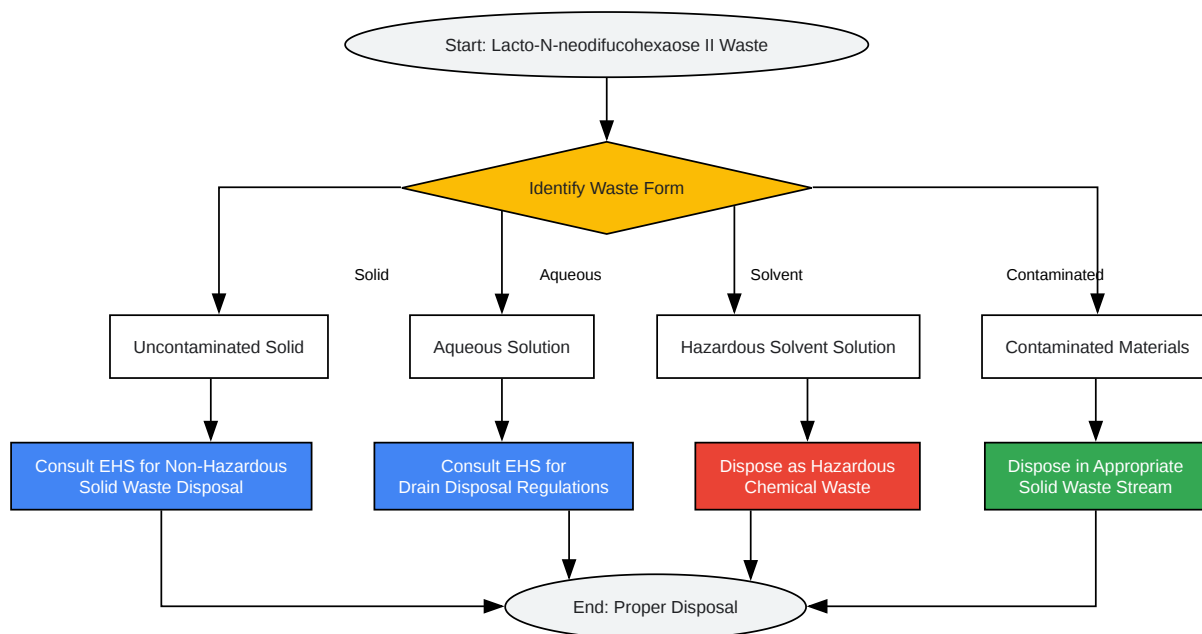 Start: Lacto-N-neodifucohexaose II Waste
Identify Waste Form
Solid
Aqueous
Solvent
Contaminated
Uncontaminated Solid
Aqueous Solution
Hazardous Solvent Solution
Contaminated Materials
Consult EHS for Non-Hazardous
Solid Waste Disposal
Consult EHS for
Drain Disposal Regulations
Dispose as Hazardous
Chemical Waste
Dispose in Appropriate
Solid Waste Stream
End: Proper Disposal